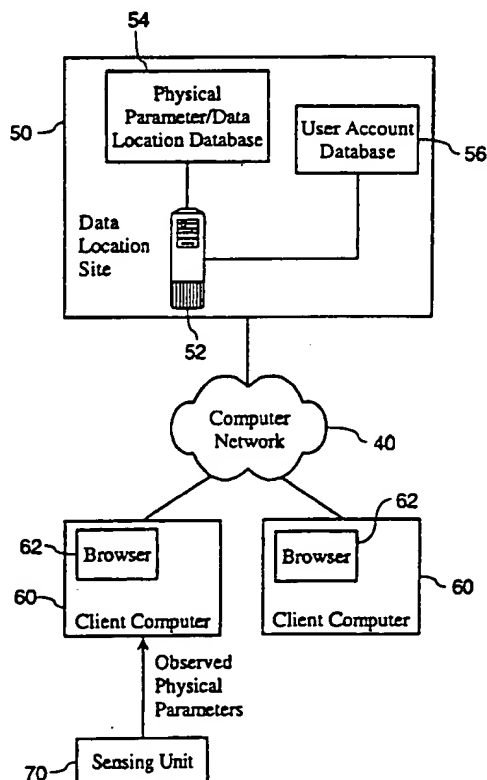 54
Physical
Parameter/Data
Location Database
50
User Account
Database
56
Data
Location
Site
52
Computer
Network
40
62
Browser
60
Client Computer
62
Browser
60
Client Computer
Observed
Physical
Parameters
70
Sensing Unit